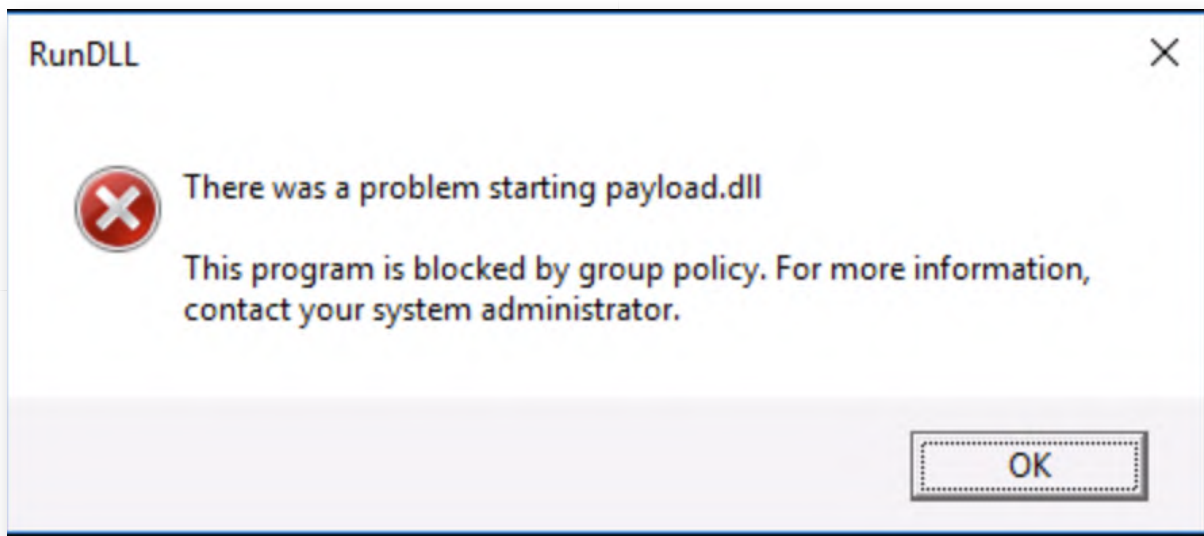 RunDLL
There was a problem starting payload.dll
This program is blocked by group policy. For more information,
contact your system administrator.
OK